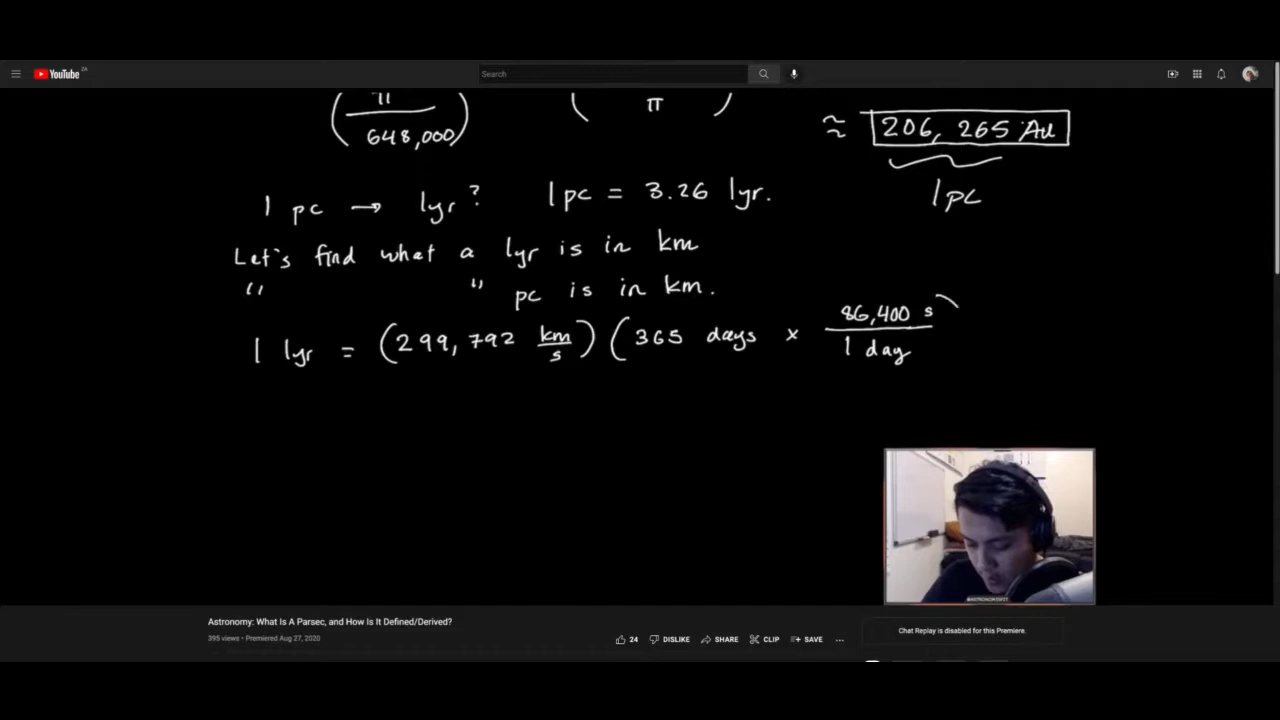 YouTube ZA
Search
π
648,000
π
≈ 206, 265 Au
1 pc
1 pc → lyr? 1pc = 3.26 lyr.
Let's find what a lyr is in km
" " pc is in km.
1 lyr = (299,792 km/s) (365 days × 86,400 s / 1 day)
@ASTRONOMIKEFOT
Astronomy: What Is A Parsec, and How Is It Defined/Derived?
395 views • Premiered Aug 27, 2020
24 DISLIKE SHARE CLIP SAVE ...
Chat Replay is disabled for this Premiere.